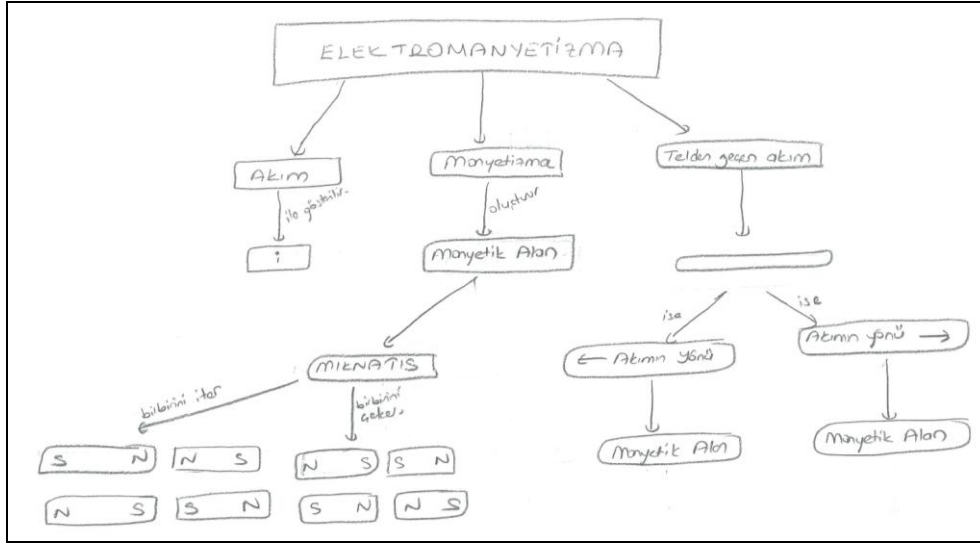 ELEKTROMANYETİZMA
Akım
Manyetizma
Telden geçen akım
ile gösterilir.
oluşturur
i
Manyetik Alan
ise
ise
Akımın yönü →
← Akımın Yönü
MIKNATIS
birbirini iter
birbirini
çeker.
Manyetik Alan
Manyetik Alan
S N N S N S S N
N S S N S N N S